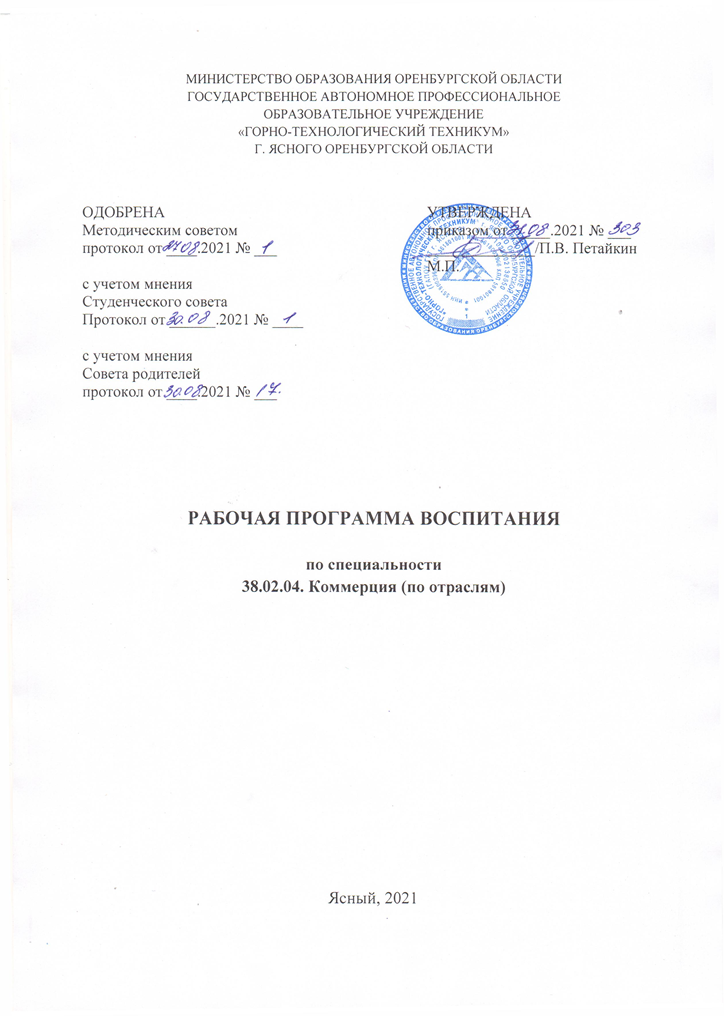 МИНИСТЕРСТВО ОБРАЗОВАНИЯ ОРЕНБУРГСКОЙ ОБЛАСТИ
ГОСУДАРСТВЕННОЕ АВТОНОМНОЕ ПРОФЕССИОНАЛЬНОЕ
ОБРАЗОВАТЕЛЬНОЕ УЧРЕЖДЕНИЕ
«ГОРНО-ТЕХНОЛОГИЧЕСКИЙ ТЕХНИКУМ»
Г. ЯСНОГО ОРЕНБУРГСКОЙ ОБЛАСТИ
ОДОБРЕНА
Методическим советом
протокол от .08.2021 № 1
с учетом мнения
Студенческого совета
Протокол от 30.08.2021 № 1
с учетом мнения
Совета родителей
протокол от 30.08 2021 № 17
УТВЕРЖДЕНА
приказом от 31.08.2021 № 303
/П.В. Петайкин
М.П.
РАБОЧАЯ ПРОГРАММА ВОСПИТАНИЯ
по специальности
38.02.04. Коммерция (по отраслям)
Ясный, 2021